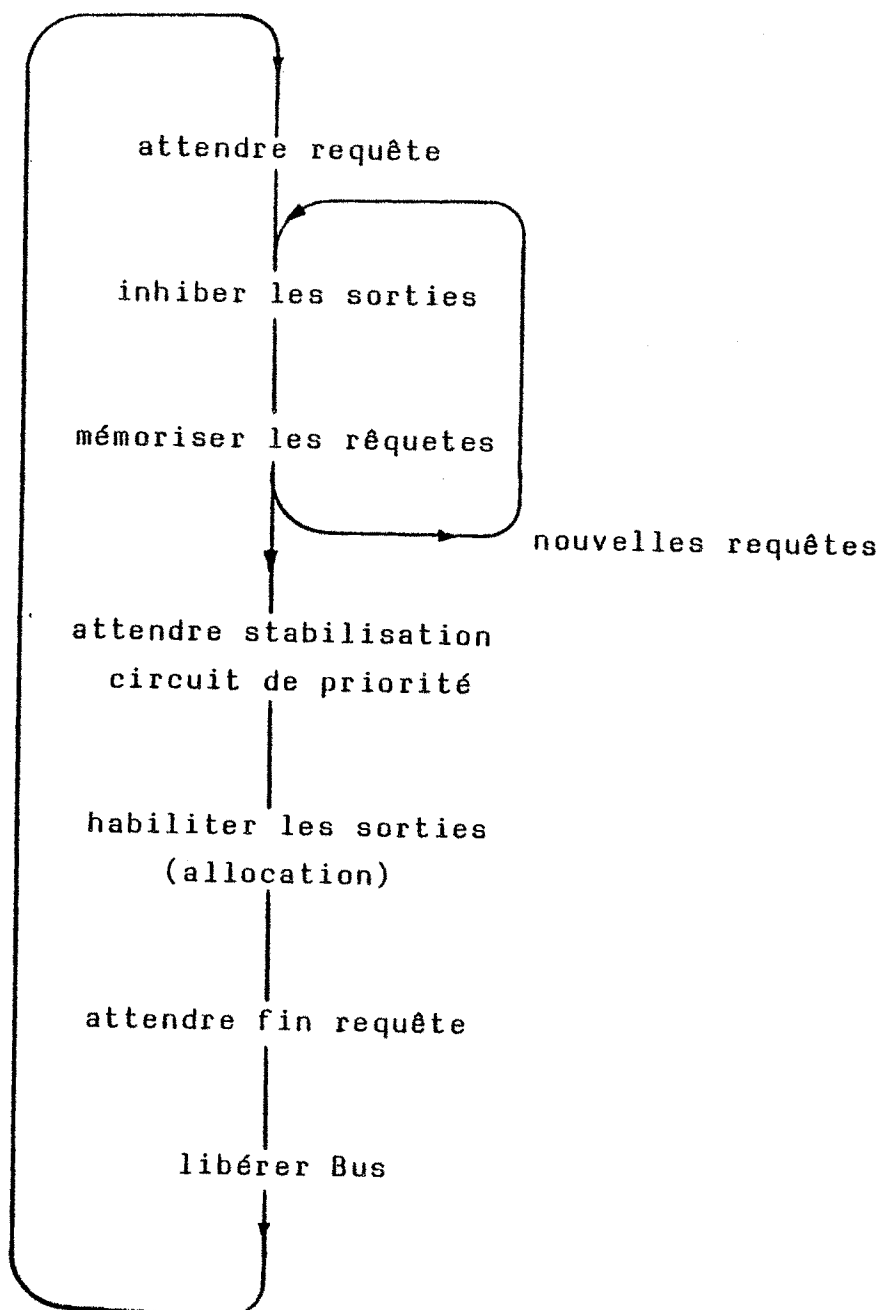 attendre requête
inhiber les sorties
mémoriser les rêquetes
nouvelles requêtes
attendre stabilisation
circuit de priorité
habiliter les sorties
(allocation)
attendre fin requête
libérer Bus